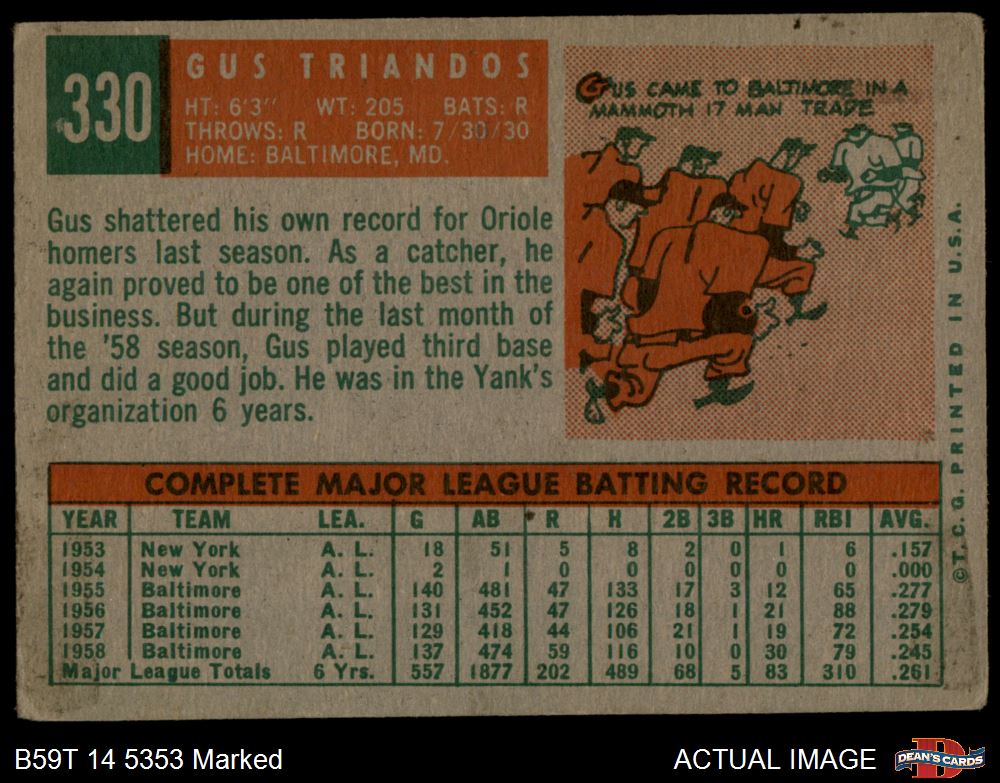 330
GUS TRIANDOS
HT: 6'3" WT: 205 BATS: R
THROWS: R BORN: 7/30/30
HOME: BALTIMORE, MD.
GUS CAME TO BALTIMORE IN A
MAMMOTH 17 MAN TRADE
Gus shattered his own record for Oriole
homers last season. As a catcher, he
again proved to be one of the best in the
business. But during the last month of
the '58 season, Gus played third base
and did a good job. He was in the Yank's
organization 6 years.
COMPLETE MAJOR LEAGUE BATTING RECORD
YEAR TEAM LEA. G AB R H 2B 3B HR RBI AVG.
1953 New York A. L. 18 51 5 8 2 0 1 6 .157
1954 New York A. L. 2 1 0 0 0 0 0 0 .000
1955 Baltimore A. L. 140 481 47 133 17 3 12 65 .277
1956 Baltimore A. L. 131 452 47 126 18 1 21 88 .279
1957 Baltimore A. L. 129 418 44 106 21 1 19 72 .254
1958 Baltimore A. L. 137 474 59 116 10 0 30 79 .245
Major League Totals 6 Yrs. 557 1877 202 489 68 5 83 310 .261
©T. C. G. PRINTED IN U.S.A.
B59T 14 5353 Marked
ACTUAL IMAGE
D
DEAN'S CARDS